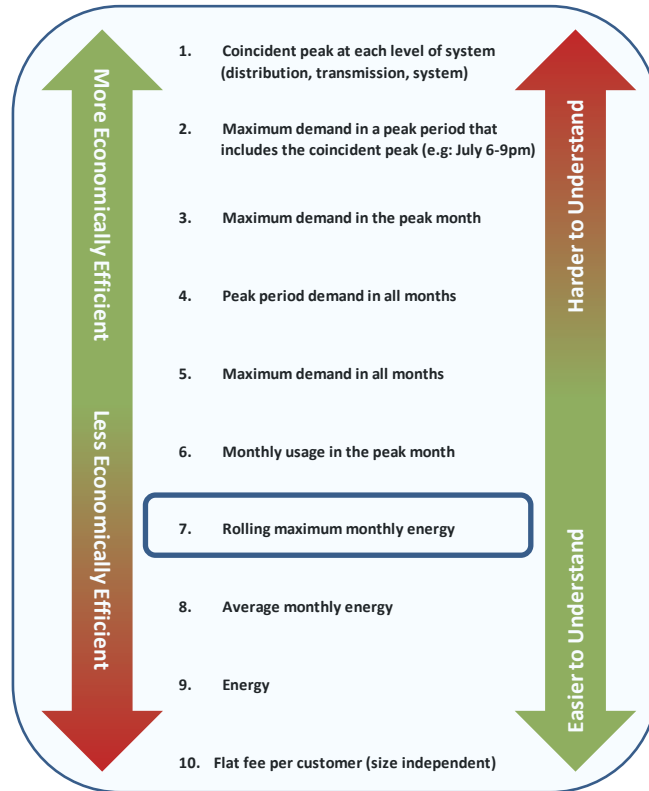 More Economically Efficient
Less Economically Efficient
1. Coincident peak at each level of system
(distribution, transmission, system)
2. Maximum demand in a peak period that
includes the coincident peak (e.g: July 6-9pm)
3. Maximum demand in the peak month
4. Peak period demand in all months
5. Maximum demand in all months
6. Monthly usage in the peak month
7. Rolling maximum monthly energy
8. Average monthly energy
9. Energy
10. Flat fee per customer (size independent)
Harder to Understand
Easier to Understand